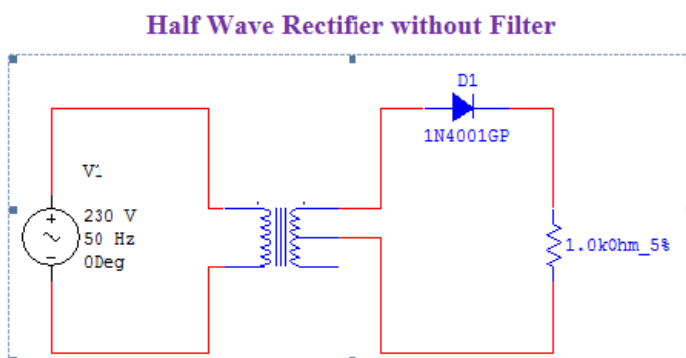 Half Wave Rectifier without Filter
D1
1N4001GP
V1
230 V
50 Hz
0Deg
1.0kOhm_5%